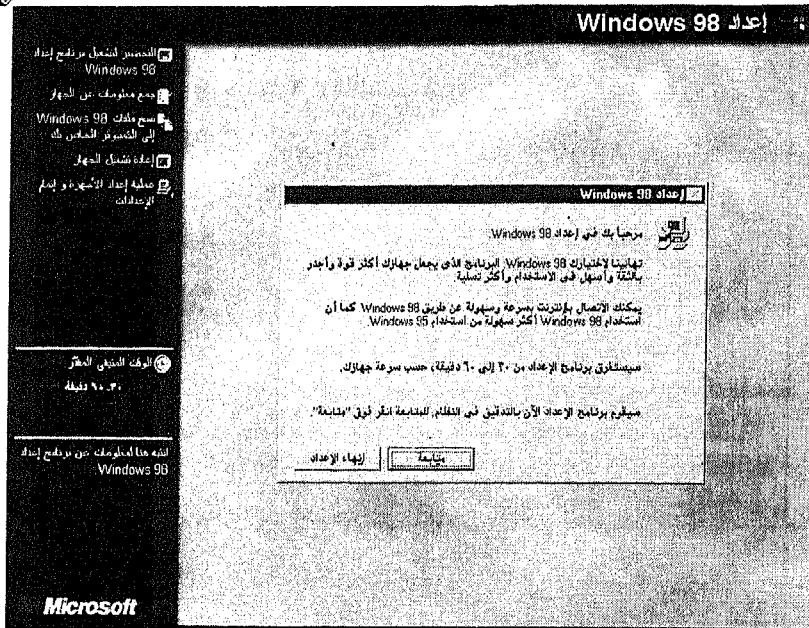 إعداد Windows 98
التحضير لتشغيل برنامج إعداد
Windows 98
جمع معلومات عن الجهاز
نسخ ملفات Windows 98
إلى الكمبيوتر الخاص بك
إعادة تشغيل الجهاز
عملية إعداد الأجهزة و إتمام
الإعدادات
الوقت المتبقي المقدّر
٣٠ـ٦٠ دقيقة
انتبه هنا لمعلومات عن برنامج إعداد
Windows 98
Microsoft
إعداد Windows 98
مرحباً بك في إعداد Windows 98.
تهانينا لاختيارك Windows 98، البرنامج الذي يجعل جهازك أكثر قوة وأجدر
بالثقة وأسهل في الاستخدام وأكثر تسلية.
يمكنك الاتصال بإنترنت بسرعة وسهولة عن طريق Windows 98. كما أن
استخدام Windows 98 أكثر سهولة من استخدام Windows 95.
سيستغرق برنامج الإعداد من ٣٠ إلى ٦٠ دقيقة، حسب سرعة جهازك.
سيقوم برنامج الإعداد الآن بالتدقيق في النظام. للمتابعة انقر فوق "متابعة".
متابعة
إنهاء الإعداد